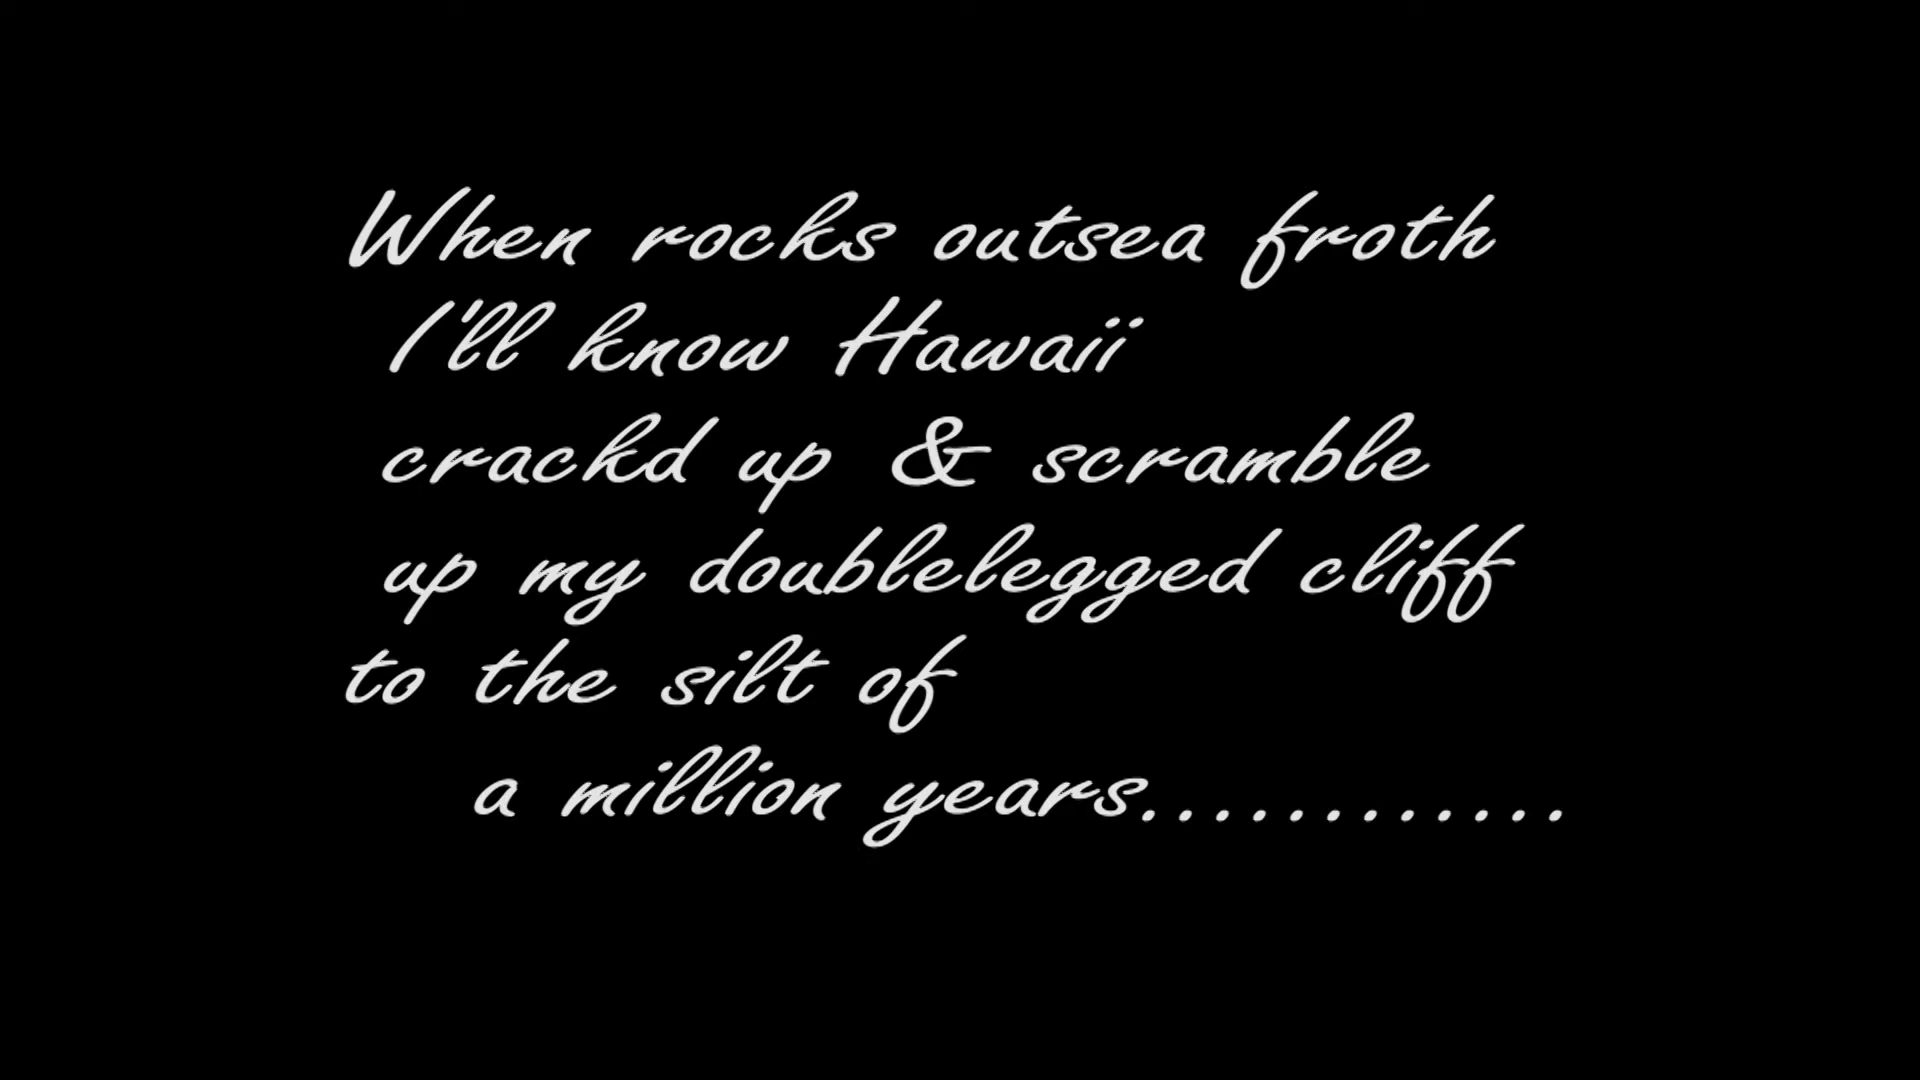 When rocks outsea froth
I'll know Hawaii
crackd up & scramble
up my doublelegged cliff
to the silt of
a million years............